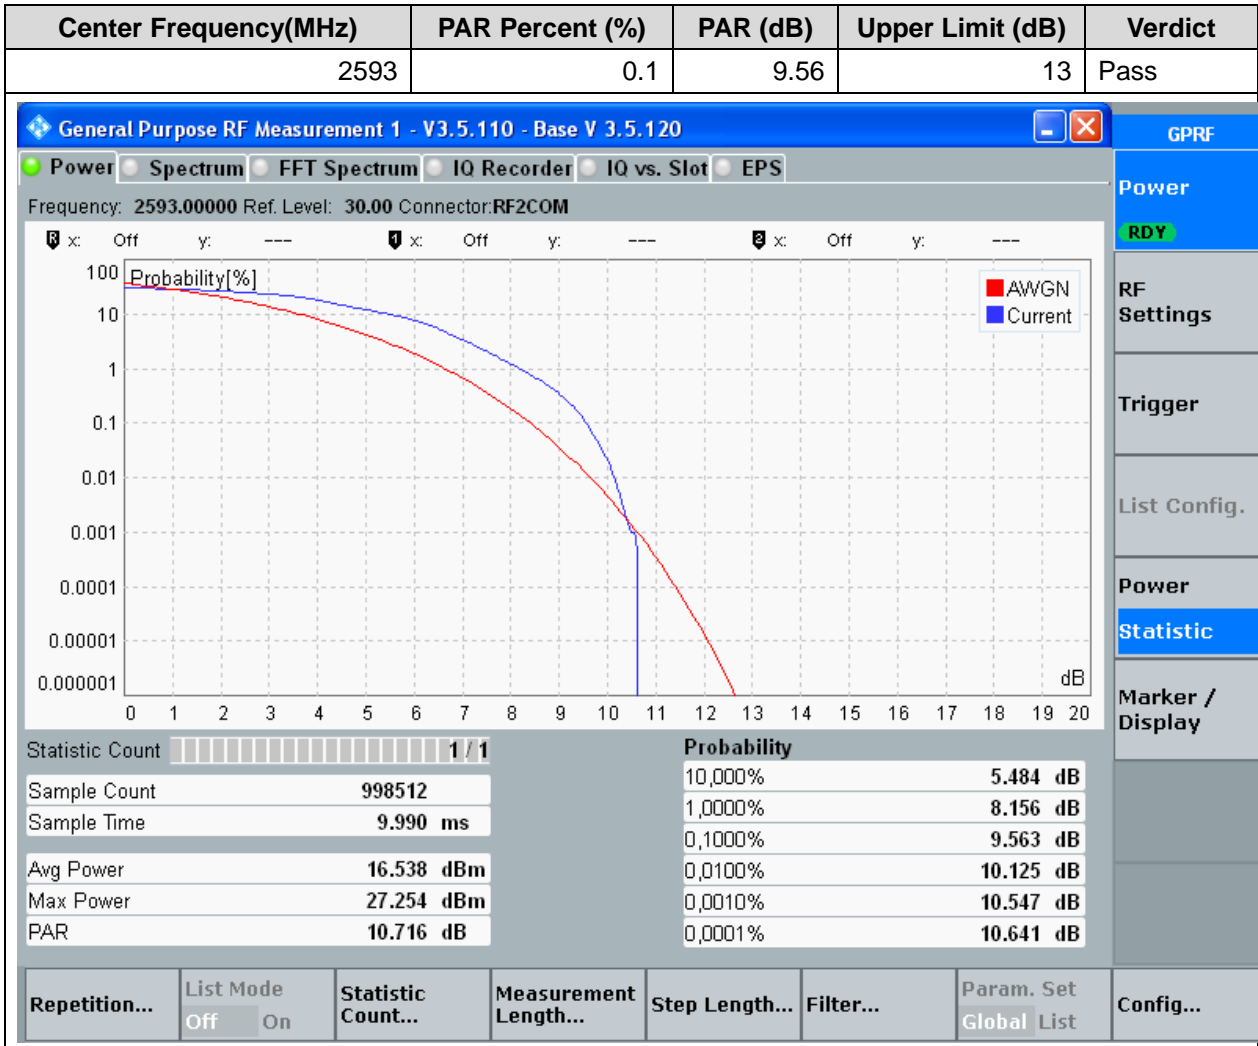 Center Frequency(MHz) PAR Percent (%) PAR (dB) Upper Limit (dB) Verdict
2593 0.1 9.56 13 Pass
General Purpose RF Measurement 1 - V3.5.110 - Base V 3.5.120
GPRF
Power Spectrum FFT Spectrum IQ Recorder IQ vs. Slot EPS
Power
RDY
Frequency: 2593.00000 Ref. Level: 30.00 Connector:RF2COM
R x: Off y: --- 1 x: Off y: --- 2 x: Off y: ---
Probability[%]
AWGN
Current
100
10
1
0.1
0.01
0.001
0.0001
0.00001
0.000001
dB
0 1 2 3 4 5 6 7 8 9 10 11 12 13 14 15 16 17 18 19 20
RF
Settings
Trigger
List Config.
Power
Statistic
Marker /
Display
Statistic Count 1 / 1
Sample Count 998512
Sample Time 9.990 ms
Avg Power 16.538 dBm
Max Power 27.254 dBm
PAR 10.716 dB
Probability
10,000% 5.484 dB
1,0000% 8.156 dB
0,1000% 9.563 dB
0,0100% 10.125 dB
0,0010% 10.547 dB
0,0001% 10.641 dB
Repetition...
List Mode
Off On
Statistic
Count...
Measurement
Length...
Step Length...
Filter...
Param. Set
Global List
Config...